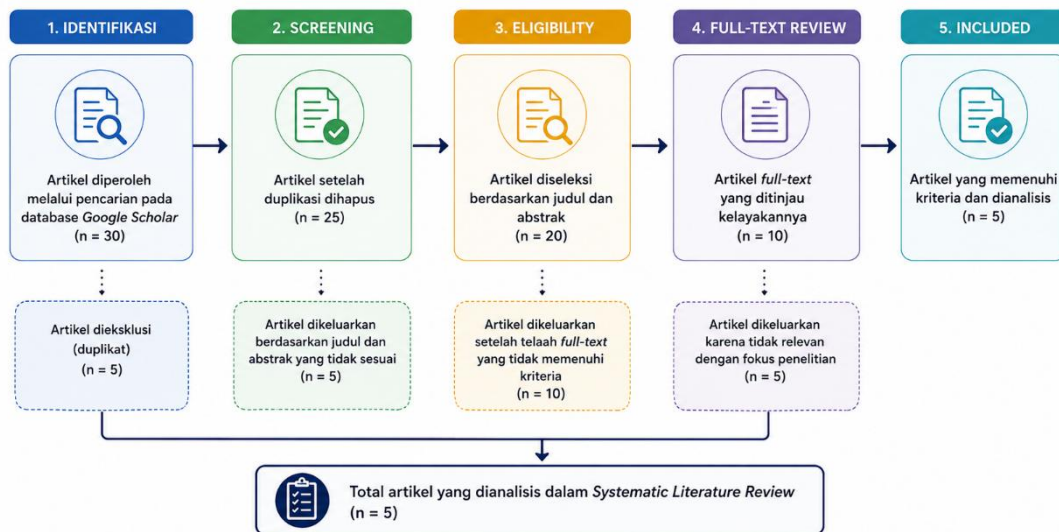 1. IDENTIFIKASI
Artikel diperoleh
melalui pencarian pada
database Google Scholar
(n = 30)
2. SCREENING
Artikel setelah
duplikasi dihapus
(n = 25)
3. ELIGIBILITY
Artikel diseleksi
berdasarkan judul dan
abstrak
(n = 20)
4. FULL-TEXT REVIEW
Artikel full-text
yang ditinjau
kelayakannya
(n = 10)
5. INCLUDED
Artikel yang memenuhi
kriteria dan dianalisis
(n = 5)
Artikel dieksklusi
(duplikat)
(n = 5)
Artikel dikeluarkan
berdasarkan judul dan
abstrak yang tidak sesuai
(n = 5)
Artikel dikeluarkan
setelah telaah full-text
yang tidak memenuhi
kriteria
(n = 10)
Artikel dikeluarkan
karena tidak relevan
dengan fokus penelitian
(n = 5)
Total artikel yang dianalisis dalam Systematic Literature Review
(n = 5)